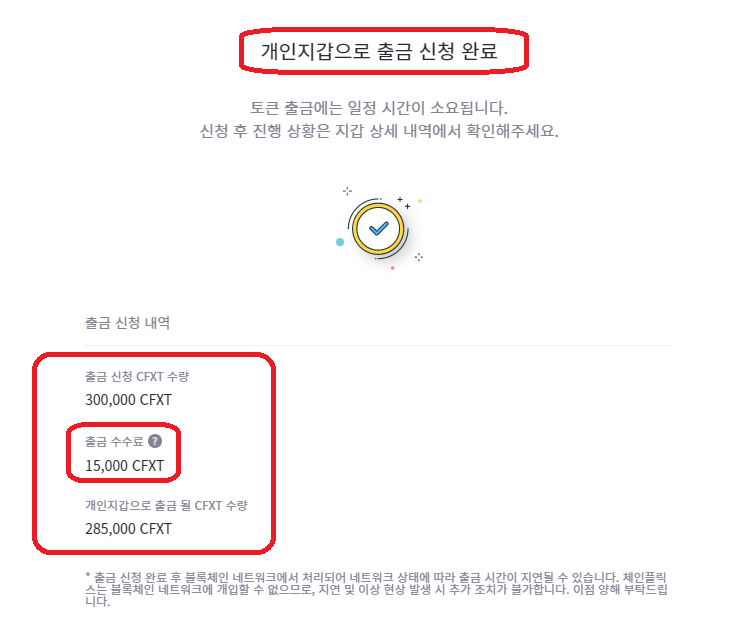 개인지갑으로 출금 신청 완료
토큰 출금에는 일정 시간이 소요됩니다.
신청 후 진행 상황은 지갑 상세 내역에서 확인해주세요.
출금 신청 내역
출금 신청 CFXT 수량
300,000 CFXT
출금 수수료 ?
15,000 CFXT
개인지갑으로 출금 될 CFXT 수량
285,000 CFXT
* 출금 신청 완료 후 블록체인 네트워크에서 처리되어 네트워크 상태에 따라 출금 시간이 지연될 수 있습니다. 체인플릭
스는 블록체인 네트워크에 개입할 수 없으므로, 지연 및 이상 현상 발생 시 추가 조치가 불가합니다. 이점 양해 부탁드립
니다.